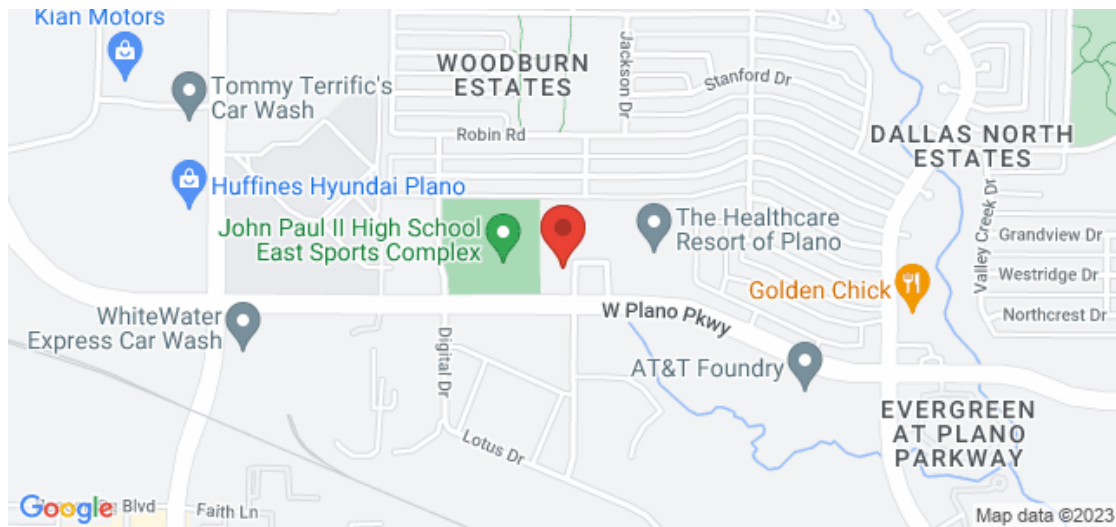 Kian Motors
Tommy Terrific's
Car Wash
WOODBURN
ESTATES
Jackson Dr
Stanford Dr
Robin Rd
DALLAS NORTH
ESTATES
Huffines Hyundai Plano
John Paul II High School
East Sports Complex
The Healthcare
Resort of Plano
Valley Creek Dr
Grandview Dr
Westridge Dr
Northcrest Dr
Golden Chick
W Plano Pkwy
WhiteWater
Express Car Wash
Digital Dr
AT&T Foundry
EVERGREEN
AT PLANO
PARKWAY
Lotus Dr
Google
Blvd
Faith Ln
Map data ©2023